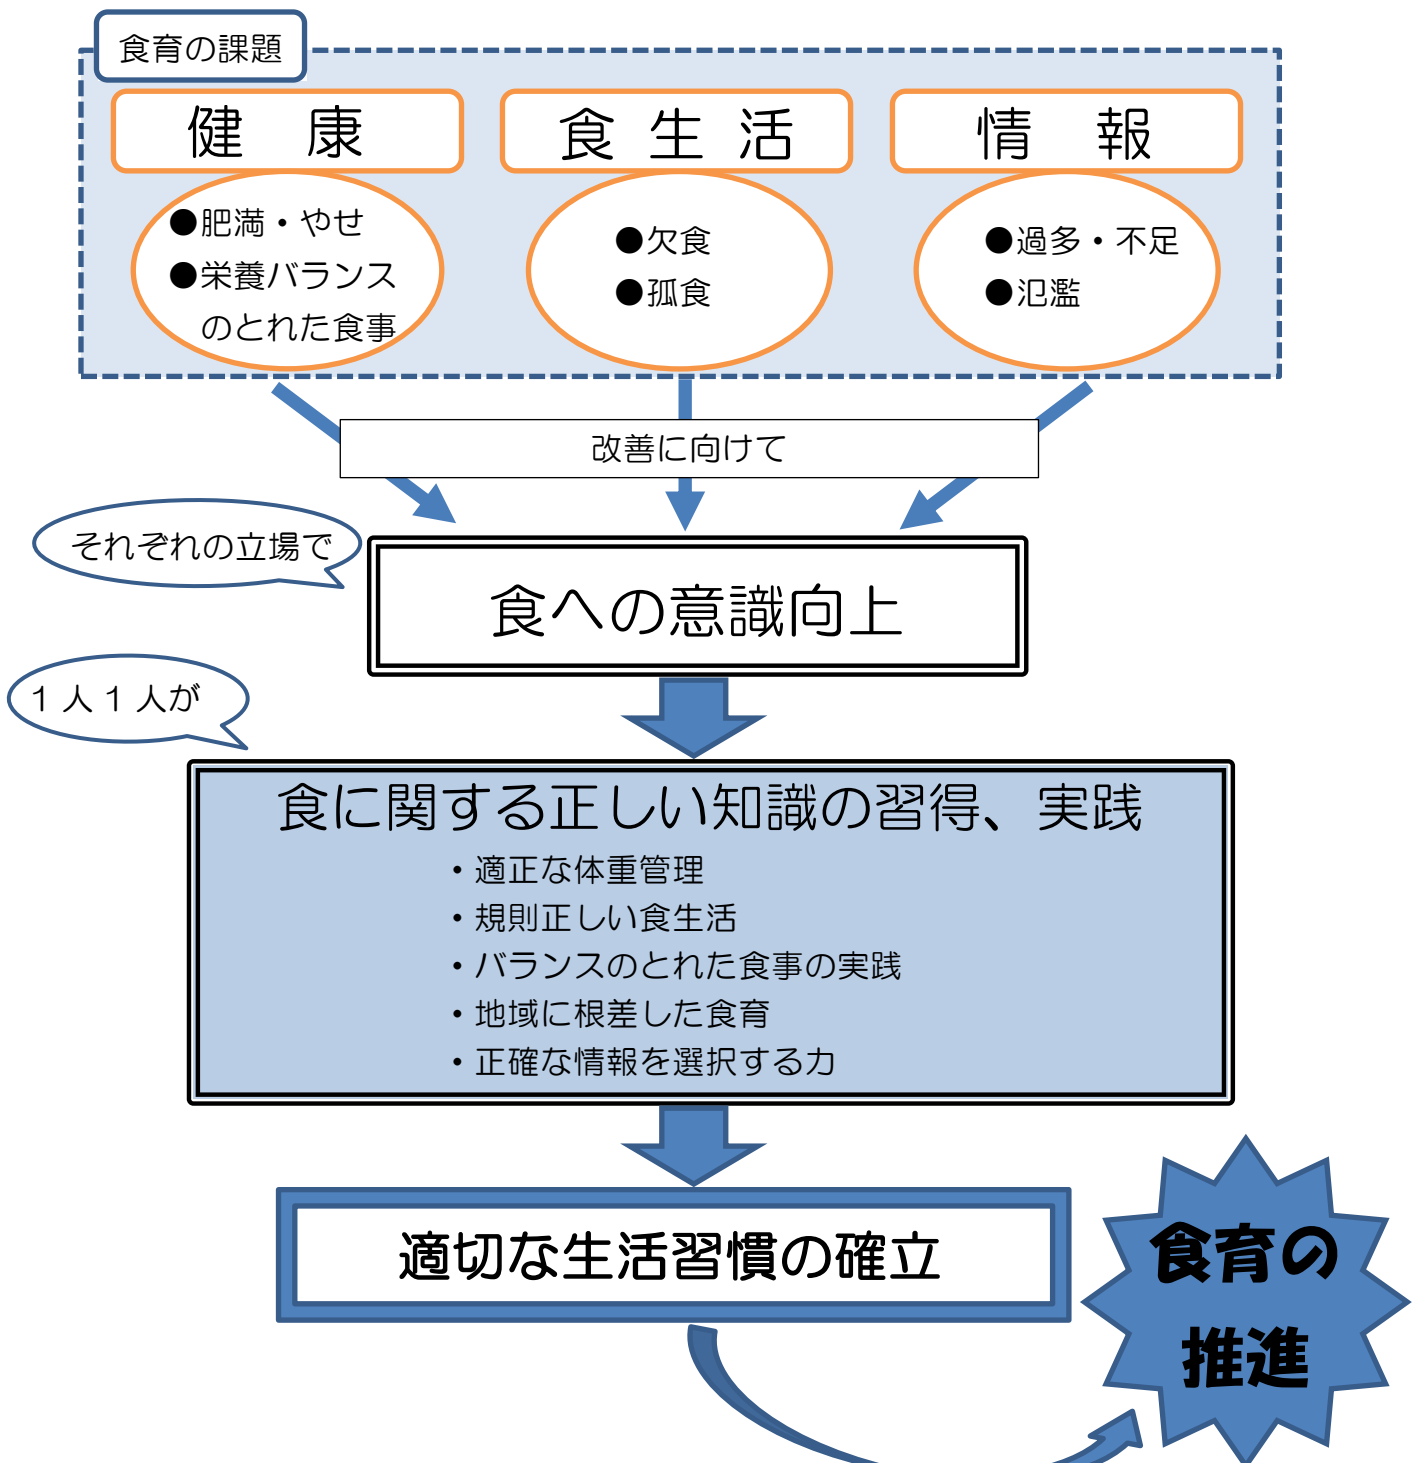 食育の課題
健　康
食 生 活
情　報
●肥満・やせ
●栄養バランス
のとれた食事
●欠食
●孤食
●過多・不足
●氾濫
改善に向けて
それぞれの立場で
食への意識向上
1人1人が
食に関する正しい知識の習得、実践
・適正な体重管理
・規則正しい食生活
・バランスのとれた食事の実践
・地域に根差した食育
・正確な情報を選択する力
適切な生活習慣の確立
食育の
推進